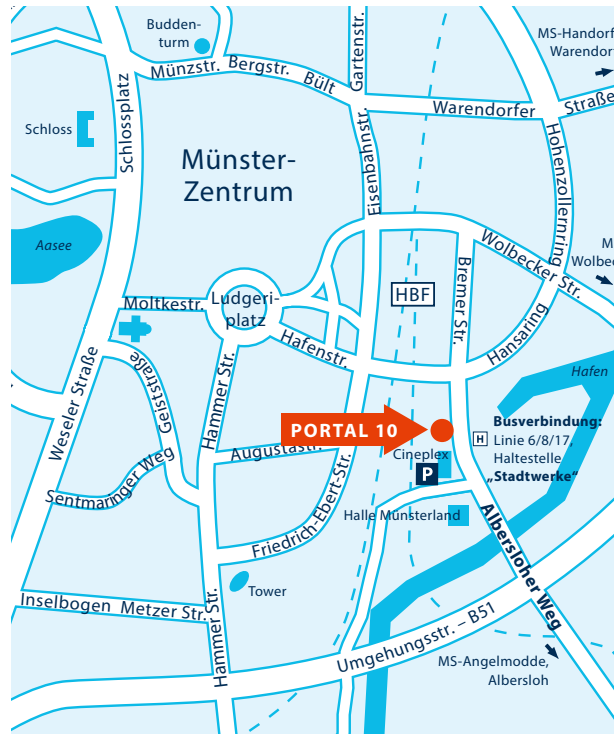 Budden-
turm
Gartenstr.
MS-Handorf
Warendorf
Münzstr.
Bergstr.
Bült
Warendorfer
Straße
Schloss
Schlossplatz
Münster-
Zentrum
Eisenbahnstr.
Hohenzollernring
Aasee
Wolbecker Str.
M
Wolbec
Bremer Str.
HBF
Moltkestr.
Ludgeri-
platz
Hafenstr.
Hansaring
Hafen
Weseler Straße
Geiststraße
Hammer Str.
PORTAL 10
Busverbindung:
H
Linie 6/8/17,
Haltestelle
„Stadtwerke“
Augustastr.
Cineplex
P
Sentmaringer Weg
Friedrich-Ebert-Str.
Halle Münsterland
Albersloher Weg
Tower
Inselbogen
Metzer Str.
Hammer Str.
Umgehungsstr. – B51
MS-Angelmodde,
Albersloh